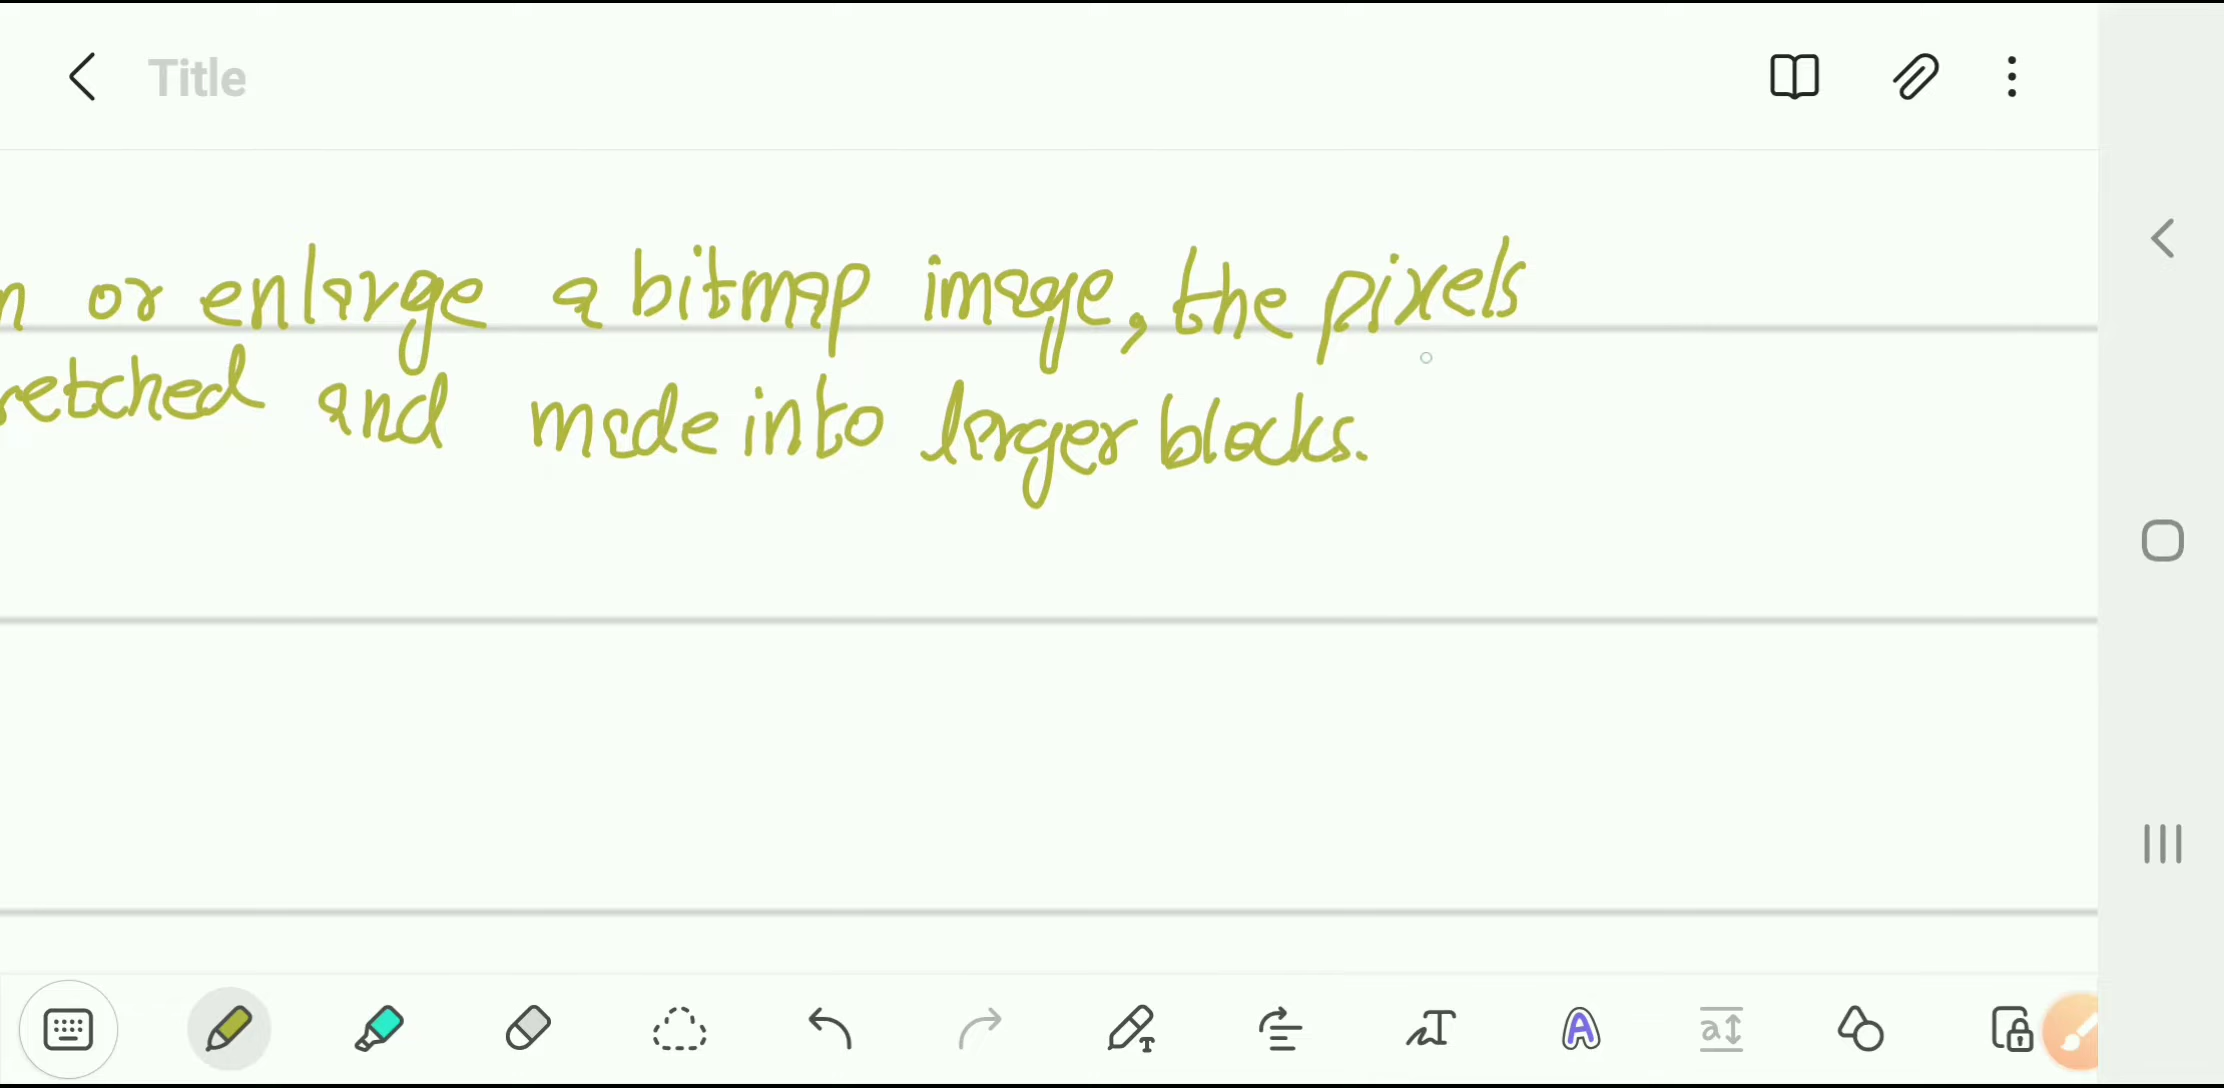 Title
n or enlarge a bitmap image, the pixels
retched and made into larger blocks.